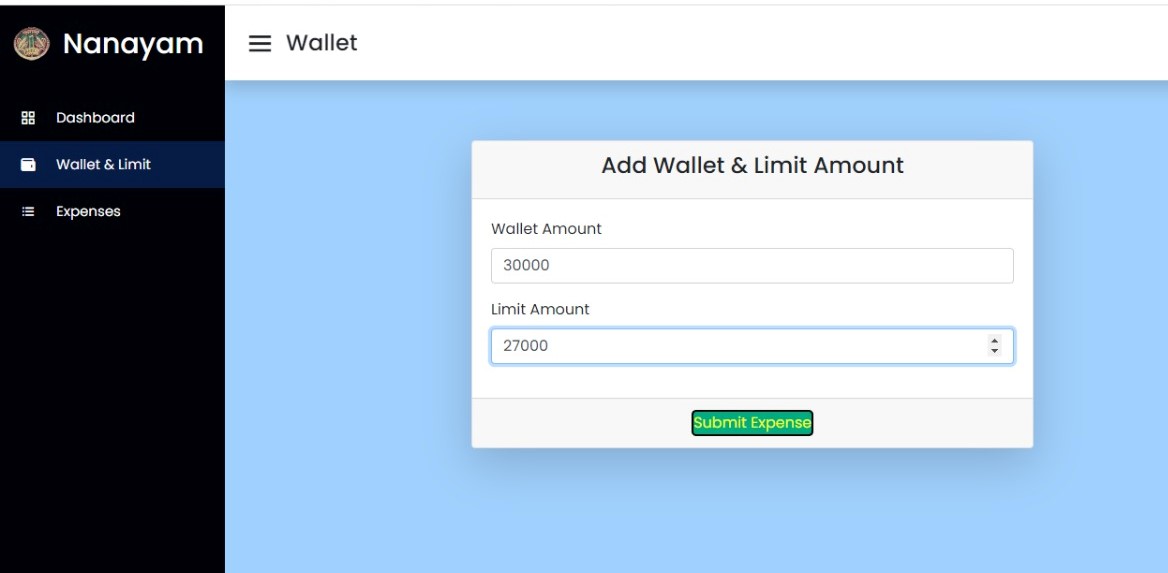 Nanayam
Wallet
Dashboard
Wallet & Limit
Expenses
Add Wallet & Limit Amount
Wallet Amount
30000
Limit Amount
27000
Submit Expense